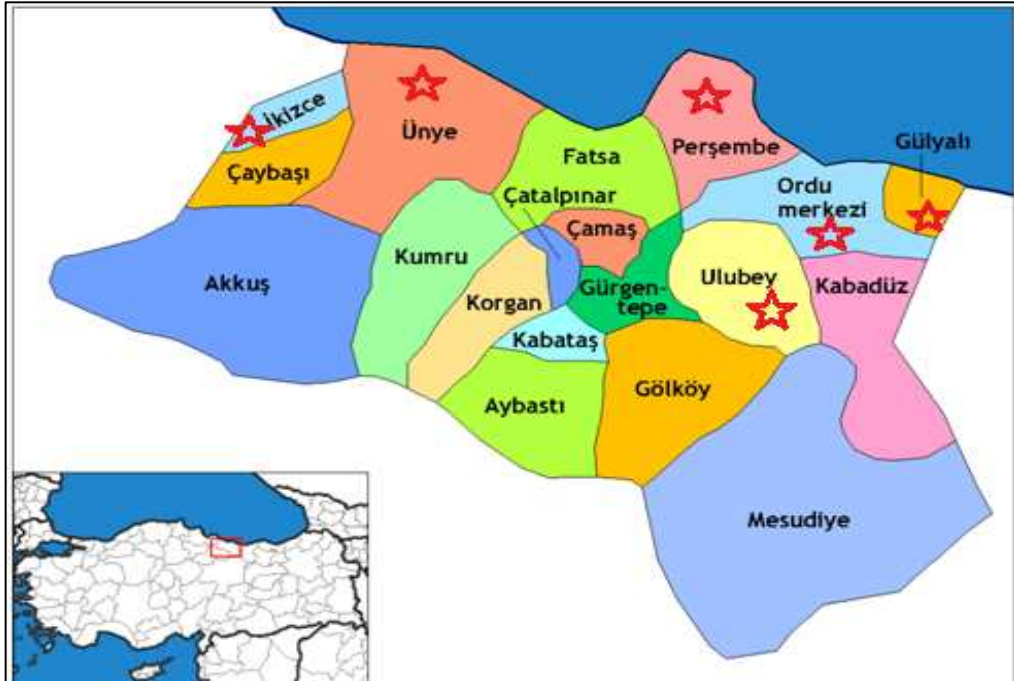 İkizce
Ünye
Çaybaşı
Perşembe
Gülyalı
Fatsa
Çatalpınar
Ordu
merkezi
Çamaş
Akkuş
Kumru
Korgan
Gürgen-
tepe
Ulubey
Kabadüz
Kabataş
Aybastı
Gölköy
Mesudiye